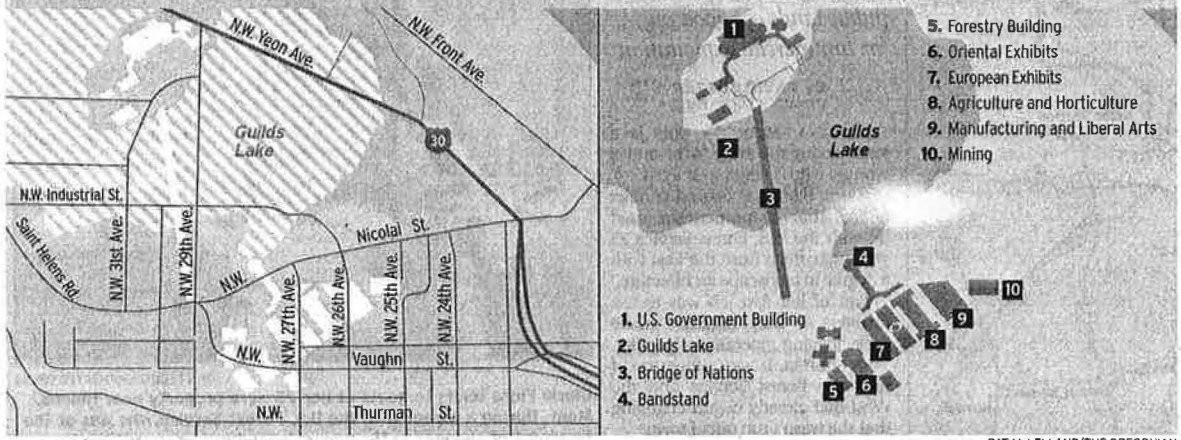 N.W. Yeon Ave.
N.W. Front Ave.
Guilds
Lake
30
N.W. Industrial St.
Saint Helens Rd.
N.W. 31st Ave.
N.W. 29th Ave.
N.W. Nicolai St.
N.W. 27th Ave.
N.W. 26th Ave.
N.W. 25th Ave.
N.W. 24th Ave.
N.W. Vaughn St.
N.W. Thurman St.
1
2
3
Guilds
Lake
4
5
6
7
8
9
10
1. U.S. Government Building
2. Guilds Lake
3. Bridge of Nations
4. Bandstand
5. Forestry Building
6. Oriental Exhibits
7. European Exhibits
8. Agriculture and Horticulture
9. Manufacturing and Liberal Arts
10. Mining